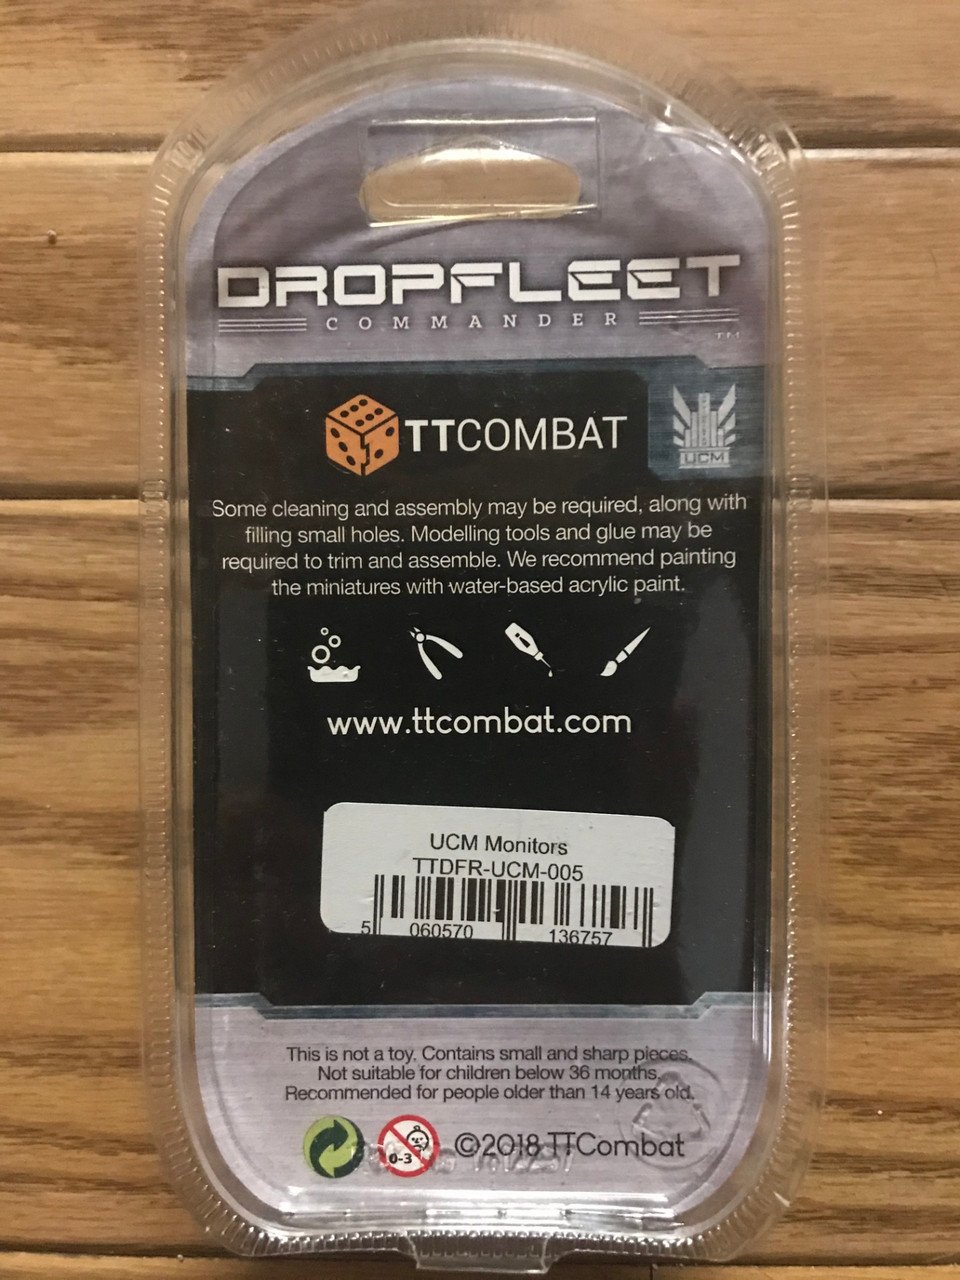 DROPFLEET
COMMANDER
TM
TTCOMBAT
UCM
Some cleaning and assembly may be required, along with
filling small holes. Modelling tools and glue may be
required to trim and assemble. We recommend painting
the miniatures with water-based acrylic paint.
www.ttcombat.com
UCM Monitors
TTDFR-UCM-005
5 060570 136757
This is not a toy. Contains small and sharp pieces.
Not suitable for children below 36 months.
Recommended for people older than 14 years old.
0-3
©2018 TTCombat